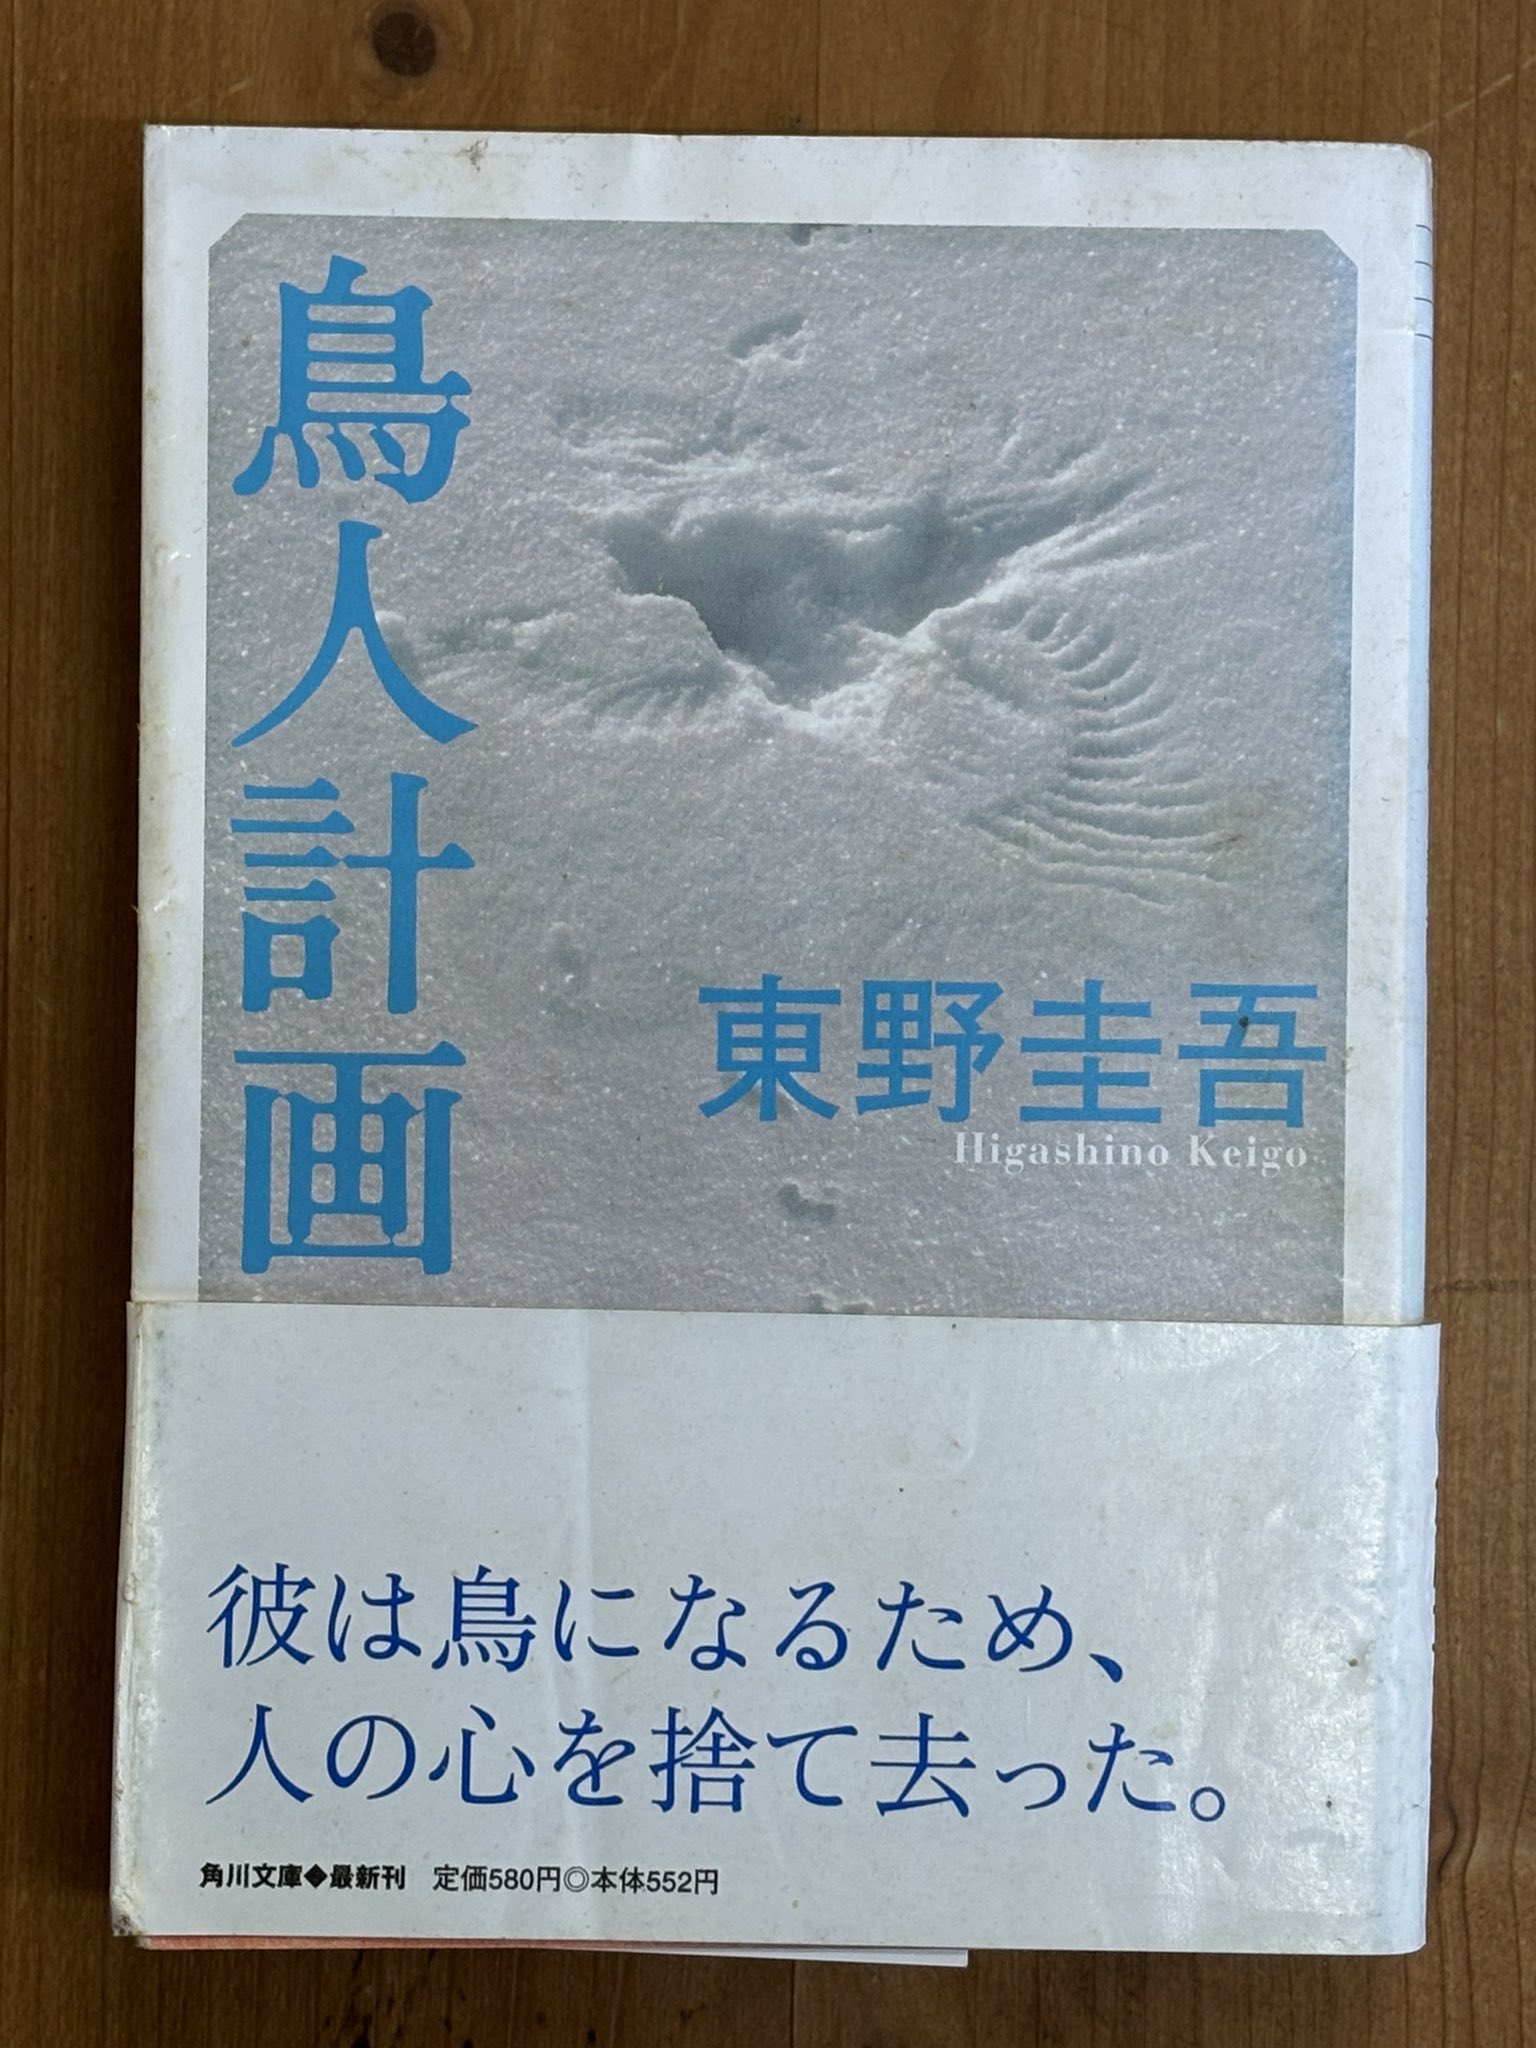 鳥人計画
東野圭吾
Higashino Keigo
彼は鳥になるため、
人の心を捨て去った。
角川文庫◆最新刊 定価580円◎本体552円